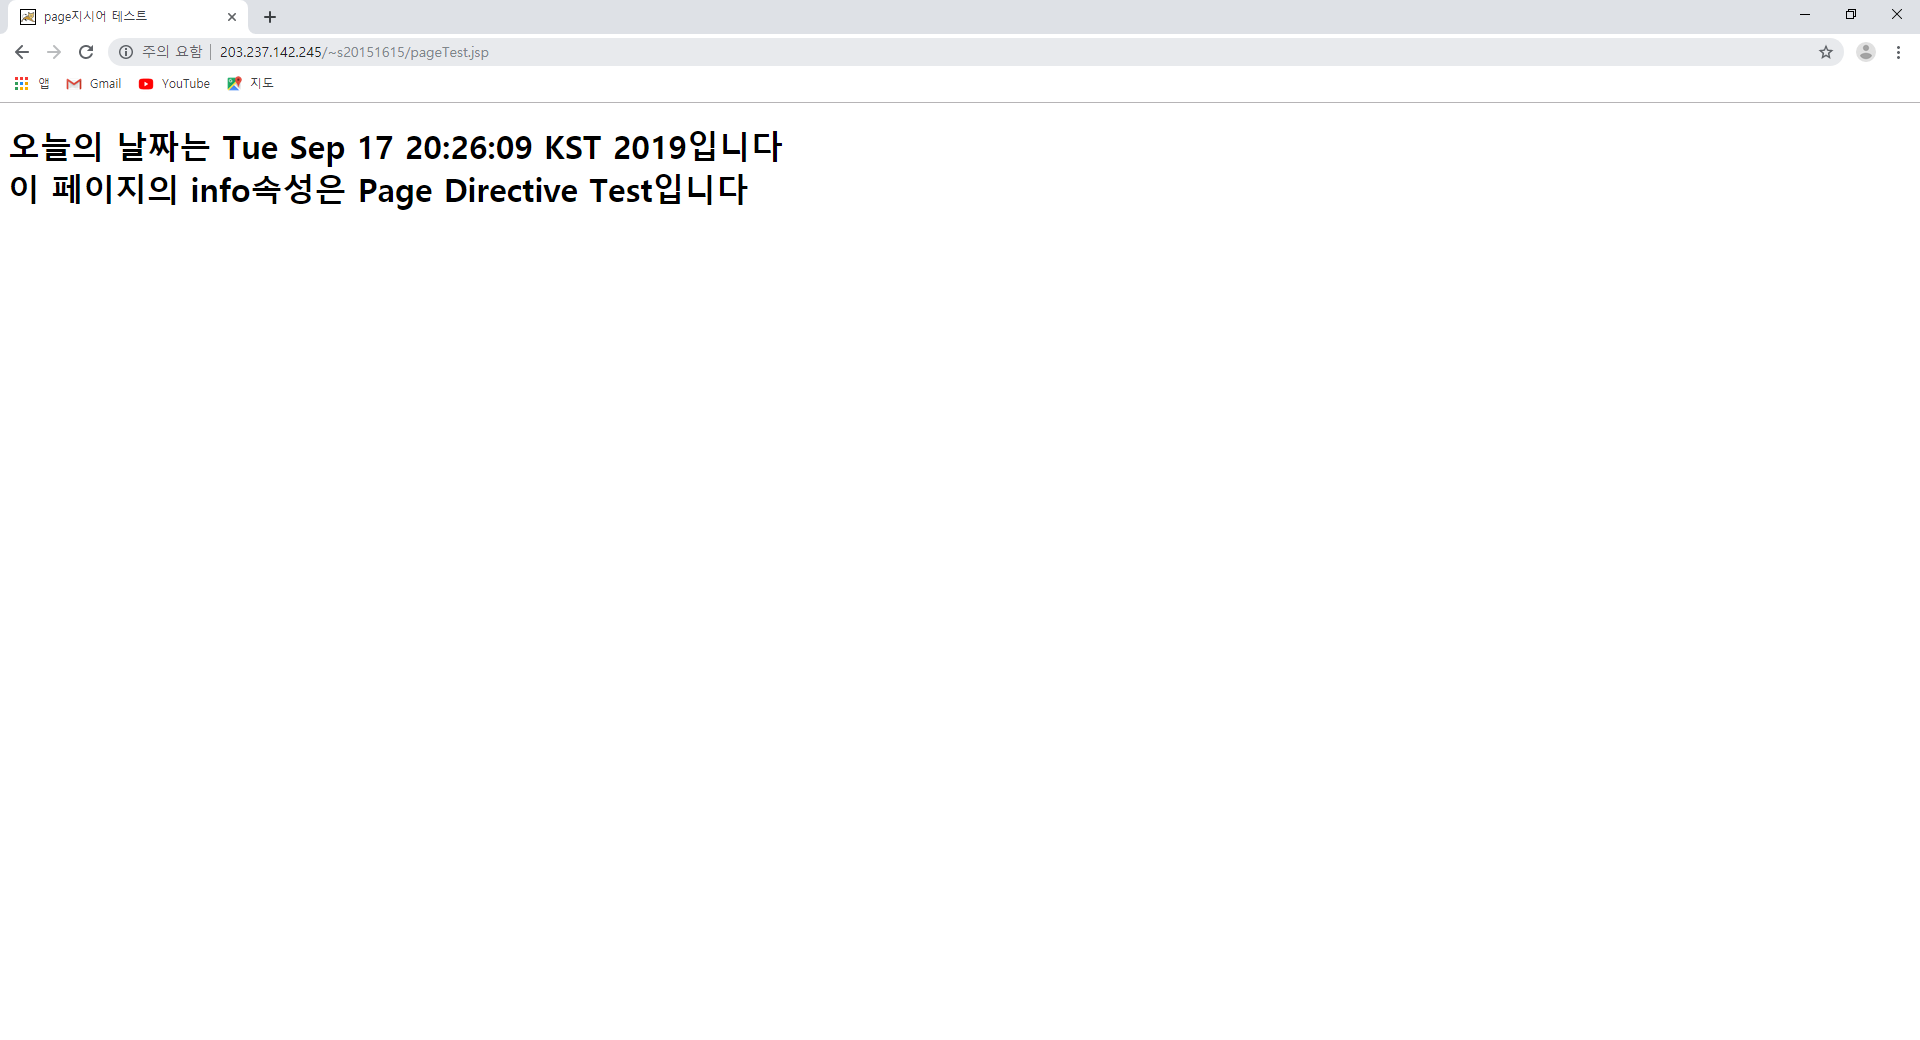 page지시어 테스트
주의 요함 | 203.237.142.245/~s20151615/pageTest.jsp
앱 Gmail YouTube 지도
오늘의 날짜는 Tue Sep 17 20:26:09 KST 2019입니다
이 페이지의 info속성은 Page Directive Test입니다